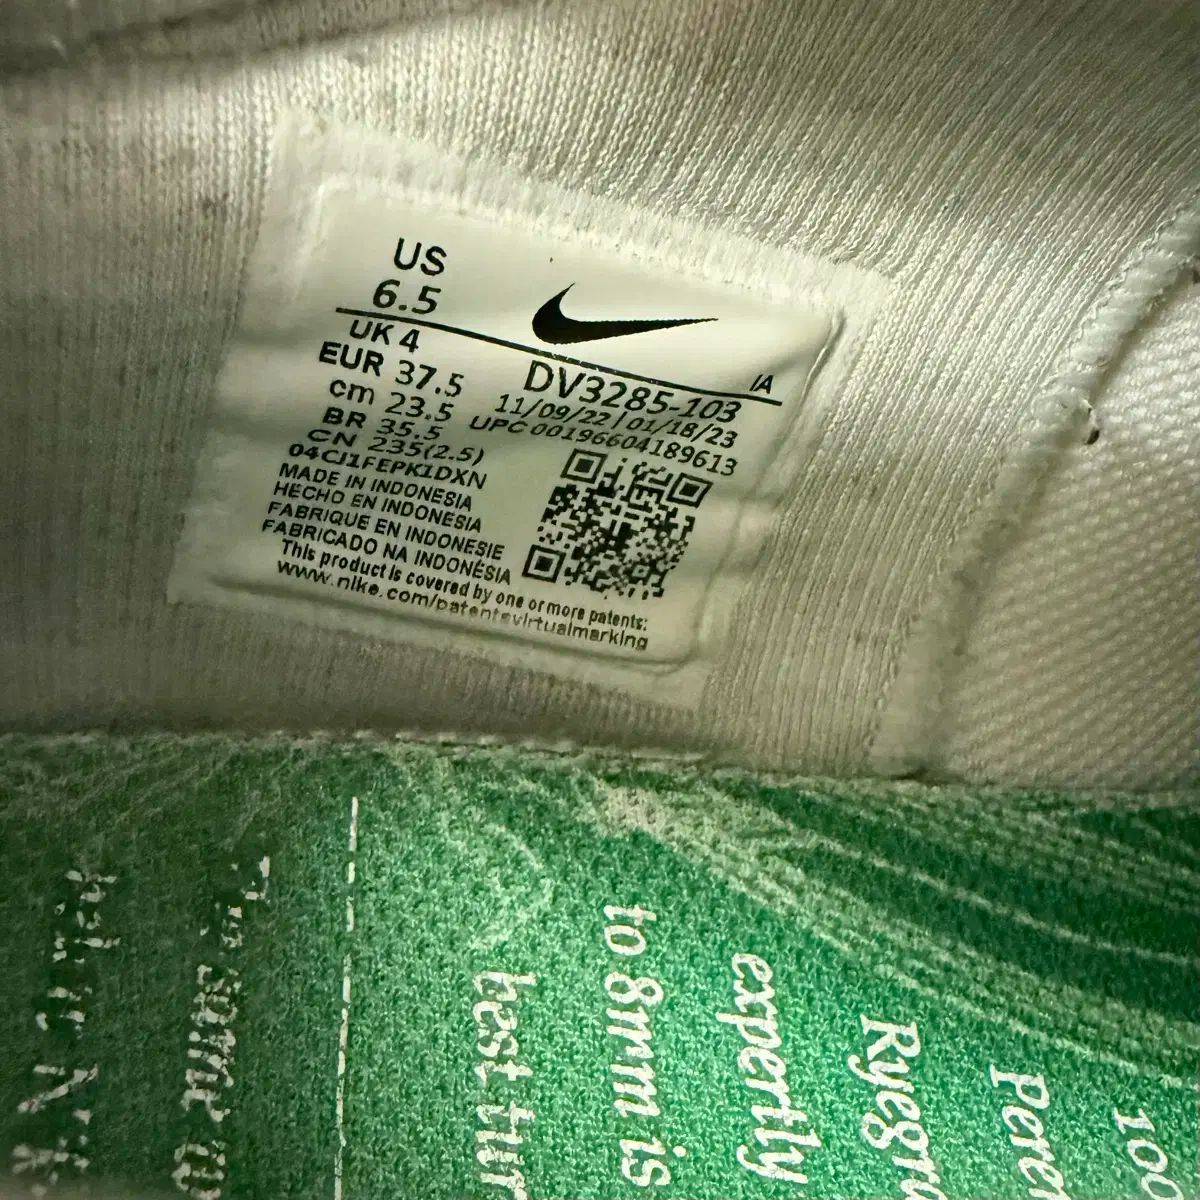 US
6.5
UK 4
EUR 37.5
cm 23.5
BR 35.5
CN 235(2.5)
IA
DV3285-103
11/09/22 | 01/18/23
UPC 00196604189613
04CJ1FEPK1DXN
MADE IN INDONESIA
HECHO EN INDONESIA
FABRIQUE EN INDONESIE
FABRICADO NA INDONÉSIA
This product is covered by one or more patents:
www.nike.com/patentsvirtualmarking
100
Pere
Ryegra
expertly
to 8mm is
best